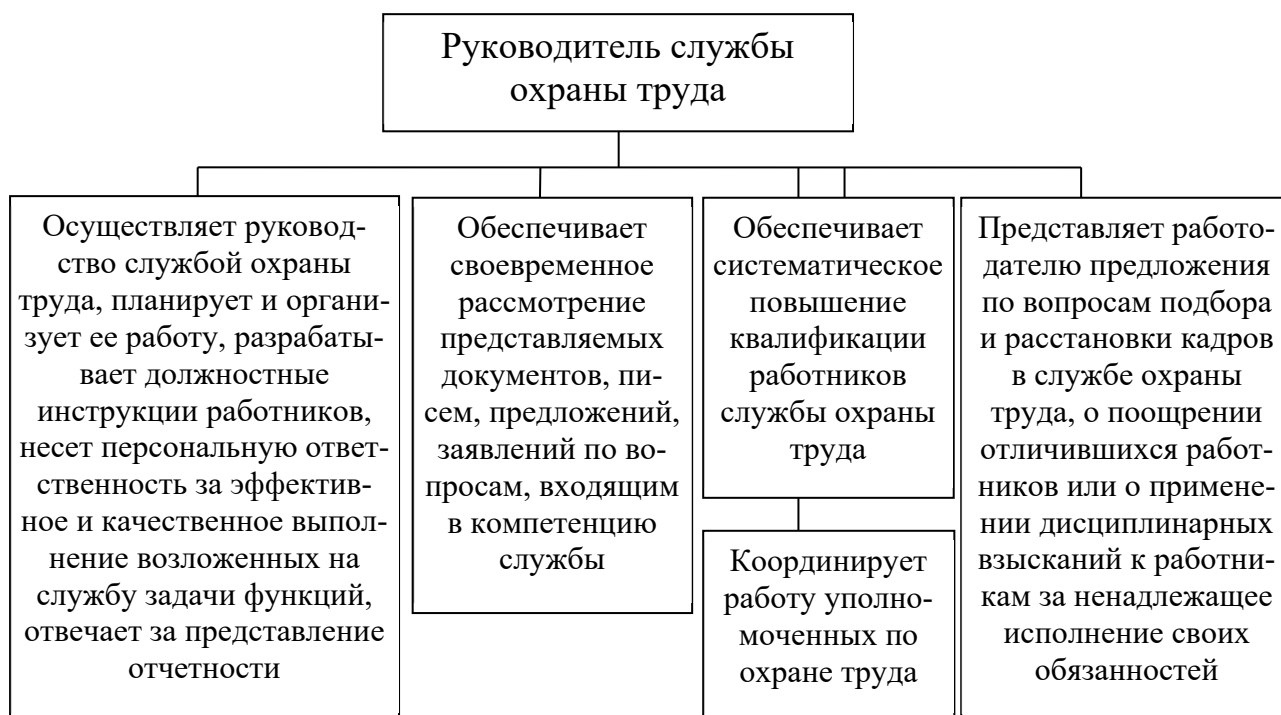 Руководитель службы
охраны труда
Осуществляет руковод-
ство службой охраны
труда, планирует и органи-
зует ее работу, разрабаты-
вает должностные
инструкции работников,
несет персональную ответ-
ственность за эффектив-
ное и качественное выпол-
нение возложенных на
службу задачи функций,
отвечает за представление
отчетности
Обеспечивает
своевременное
рассмотрение
представляемых
документов, пи-
сем, предложений,
заявлений по во-
просам, входящим
в компетенцию
службы
Обеспечивает
систематическое
повышение
квалификации
работников
службы охраны
труда
Координирует
работу уполно-
моченных по
охране труда
Представляет работо-
дателю предложения
по вопросам подбора
и расстановки кадров
в службе охраны
труда, о поощрении
отличившихся работ-
ников или о примене-
нии дисциплинарных
взысканий к работни-
кам за ненадлежащее
исполнение своих
обязанностей